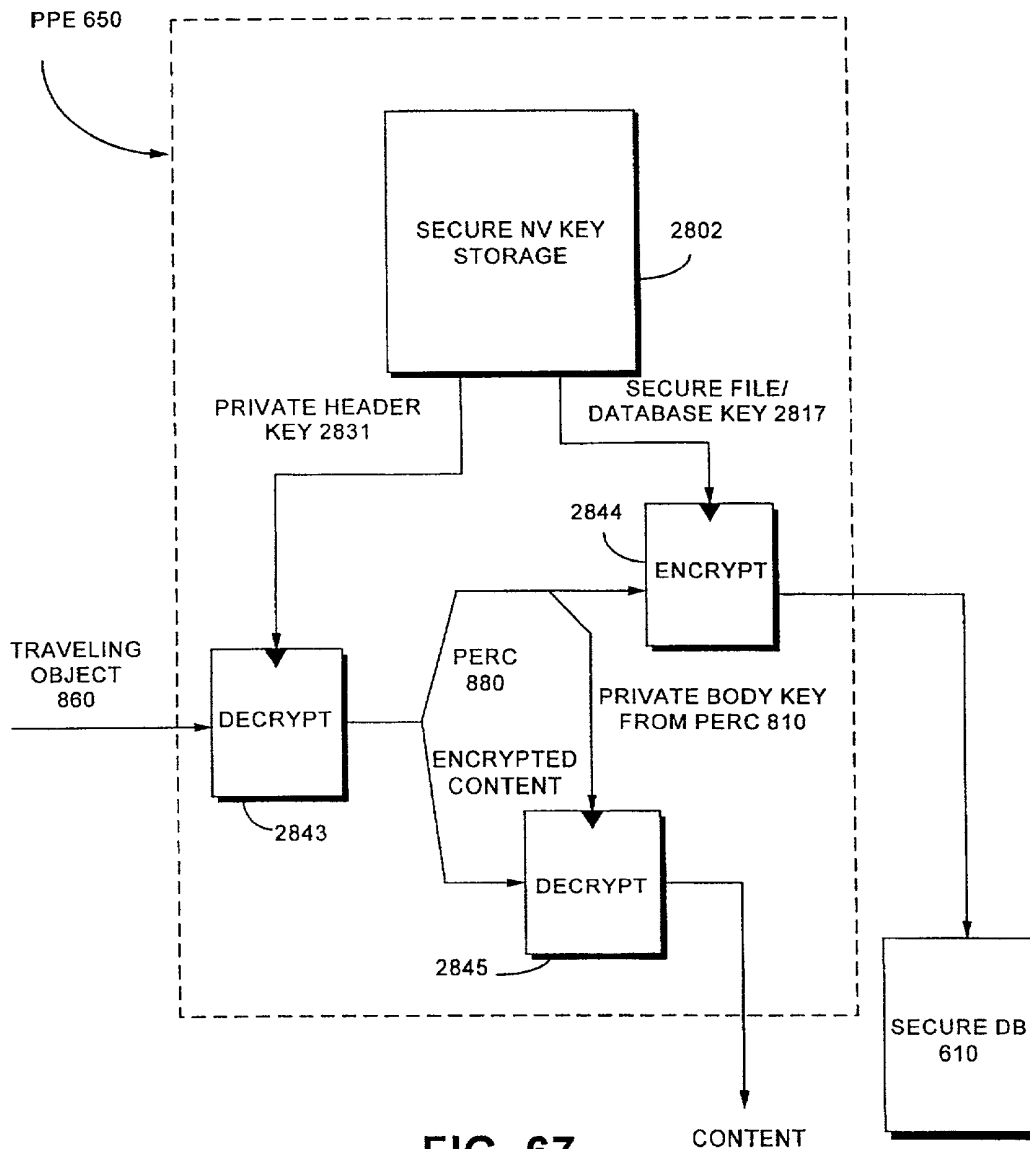 PPE 650
SECURE NV KEY
STORAGE
2802
PRIVATE HEADER
KEY 2831
SECURE FILE/
DATABASE KEY 2817
2844
ENCRYPT
TRAVELING
OBJECT
860
DECRYPT
PERC
880
PRIVATE BODY KEY
FROM PERC 810
ENCRYPTED
CONTENT
2843
DECRYPT
2845
SECURE DB
610
FIG. 67
CONTENT